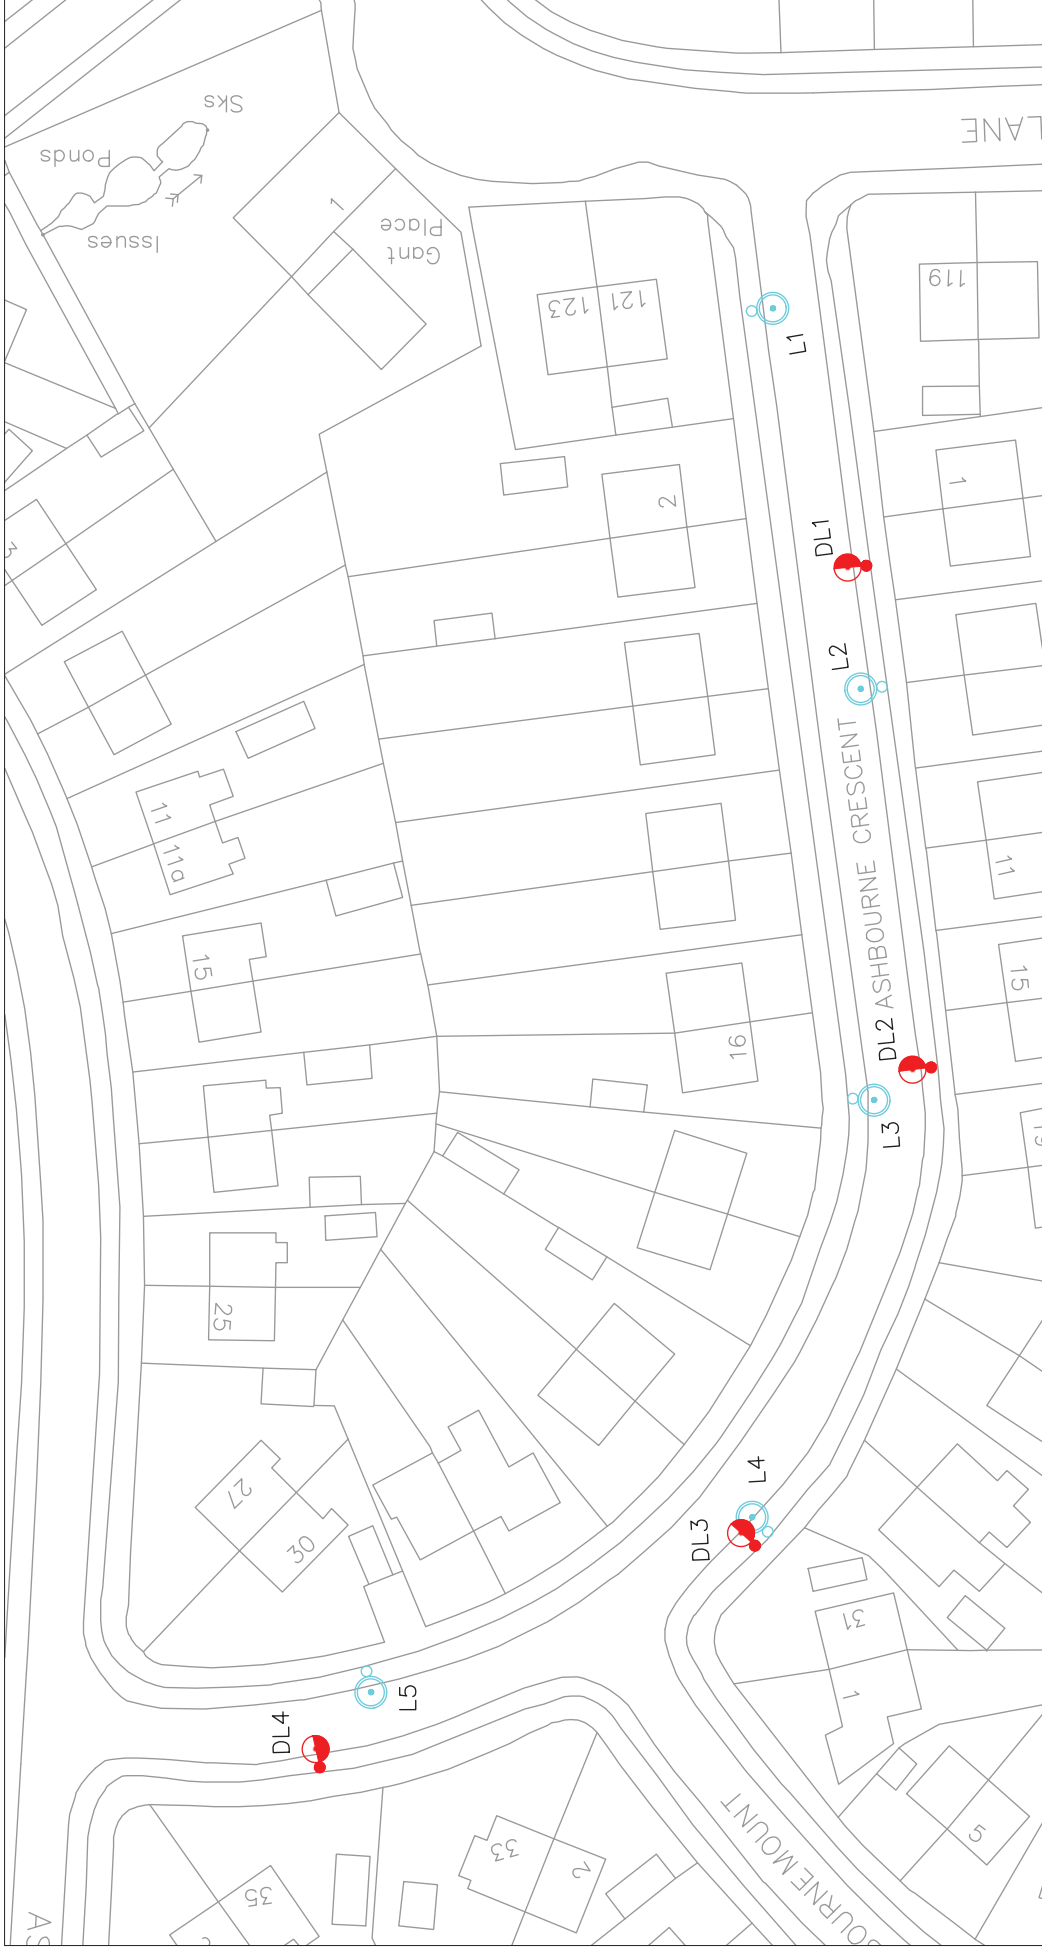 Sks
Ponds
Issues
LANE
1
Gant
Place
123
121
119
L1
2
1
DL1
L2
3
11
11a
ASHBOURNE CRESCENT
11
15
15
DL2
16
L3
25
27
30
L4
DL3
31
1
L5
DL4
5
33
2
35
BOURNE MOUNT
AS